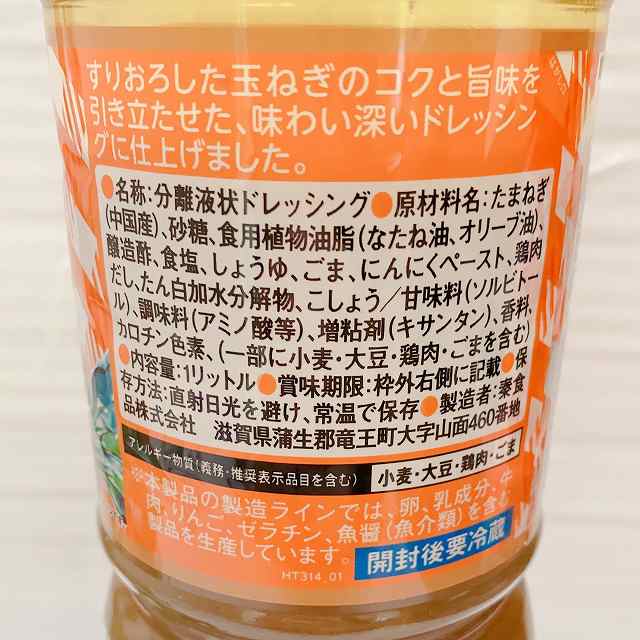 すりおろした玉ねぎのコクと旨味を
引き立たせた、味わい深いドレッシン
グに仕上げました。
●名称:分離液状ドレッシング●原材料名:たまねぎ
(中国産)、砂糖、食用植物油脂(なたね油、オリーブ油)、
醸造酢、食塩、しょうゆ、ごま、にんにくペースト、鶏肉
だし、たん白加水分解物、こしょう/甘味料(ソルビトー
ル)、調味料(アミノ酸等)、増粘剤(キサンタン)、香料、
カロチン色素、(一部に小麦・大豆・鶏肉・ごまを含む)
●内容量:1リットル●賞味期限:枠外右側に記載●保
存方法:直射日光を避け、常温で保存●製造者:秦食
品株式会社 滋賀県蒲生郡竜王町大字山面460番地
アレルギー物質(義務・推奨表示品目を含む) 小麦・大豆・鶏肉・ごま
※本製品の製造ラインでは、卵、乳成分、牛
肉、りんご、ゼラチン、魚醤(魚介類)を含む
製品を生産しています。
開封後要冷蔵
HT314_01